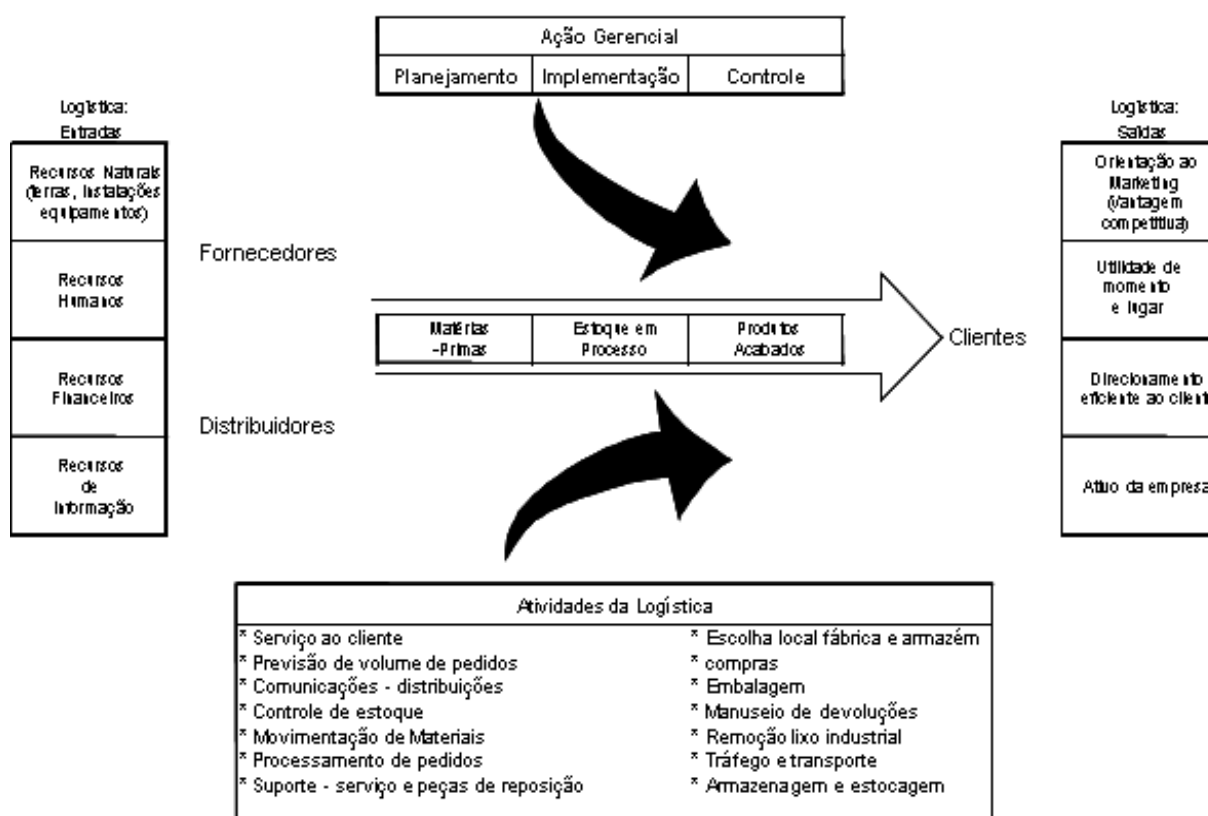 Ação Gerencial
Planejamento Implementação Controle
Logística:
Entradas
Recursos Naturais
(terras, Instalações
equipamentos)
Recursos
Humanos
Recursos
Financeiros
Recursos
de
Informação
Fornecedores
Distribuidores
Matérias
-Primas
Estoque em
Processo
Produtos
Acabados
Clientes
Logística:
Saídas
Orientação ao
Marketing
(Vantagem
competitiva)
Utilidade de
momento
e lugar
Direcionamento
eficiente ao client
Ativo da empresa
Atividades da Logística
* Serviço ao cliente
* Previsão de volume de pedidos
* Comunicações - distribuições
* Controle de estoque
* Movimentação de Materiais
* Processamento de pedidos
* Suporte - serviço e peças de reposição
* Escolha local fábrica e armazém
* compras
* Embalagem
* Manuseio de devoluções
* Remoção lixo industrial
* Tráfego e transporte
* Armazenagem e estocagem